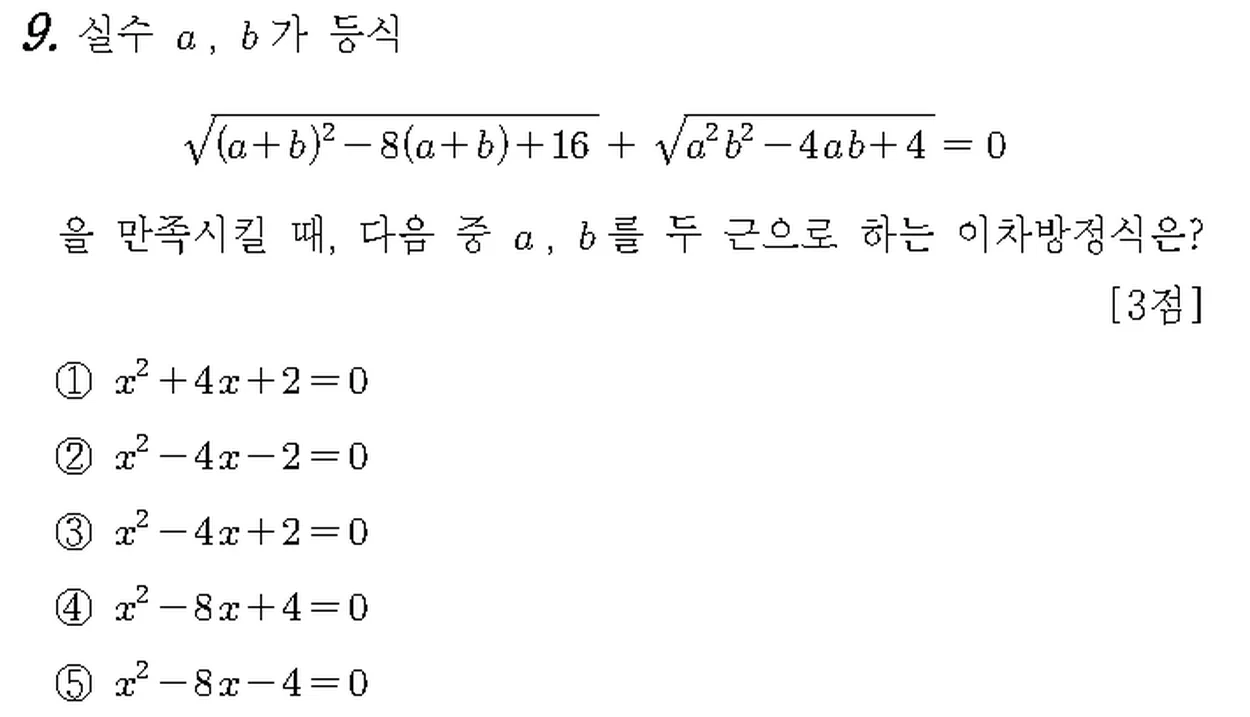 9. 실수 a, b가 등식
√((a+b)²−8(a+b)+16) + √(a²b²−4ab+4) = 0
을 만족시킬 때, 다음 중 a, b를 두 근으로 하는 이차방정식은?
[3점]
① x²+4x+2=0
② x²−4x−2=0
③ x²−4x+2=0
④ x²−8x+4=0
⑤ x²−8x−4=0